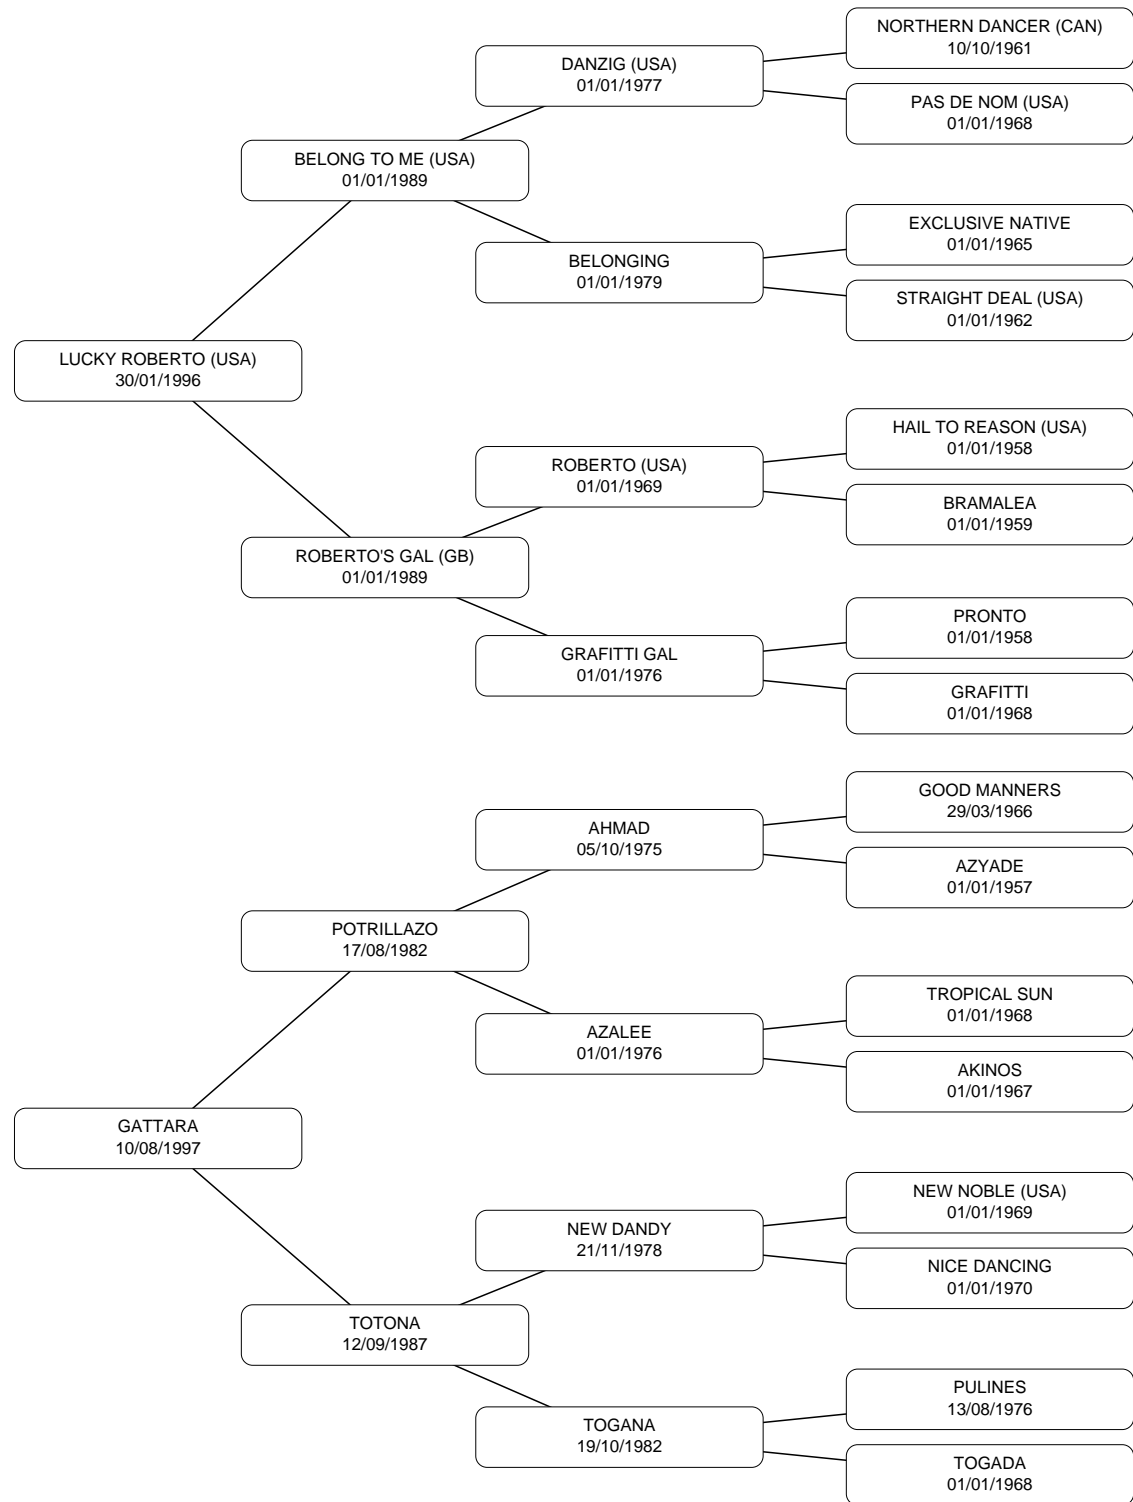 NORTHERN DANCER (CAN)
10/10/1961
DANZIG (USA)
01/01/1977
PAS DE NOM (USA)
01/01/1968
BELONG TO ME (USA)
01/01/1989
EXCLUSIVE NATIVE
01/01/1965
BELONGING
01/01/1979
STRAIGHT DEAL (USA)
01/01/1962
LUCKY ROBERTO (USA)
30/01/1996
HAIL TO REASON (USA)
01/01/1958
ROBERTO (USA)
01/01/1969
BRAMALEA
01/01/1959
ROBERTO'S GAL (GB)
01/01/1989
PRONTO
01/01/1958
GRAFITTI GAL
01/01/1976
GRAFITTI
01/01/1968
GOOD MANNERS
29/03/1966
AHMAD
05/10/1975
AZYADE
01/01/1957
POTRILLAZO
17/08/1982
TROPICAL SUN
01/01/1968
AZALEE
01/01/1976
AKINOS
01/01/1967
GATTARA
10/08/1997
NEW NOBLE (USA)
01/01/1969
NEW DANDY
21/11/1978
NICE DANCING
01/01/1970
TOTONA
12/09/1987
PULINES
13/08/1976
TOGANA
19/10/1982
TOGADA
01/01/1968